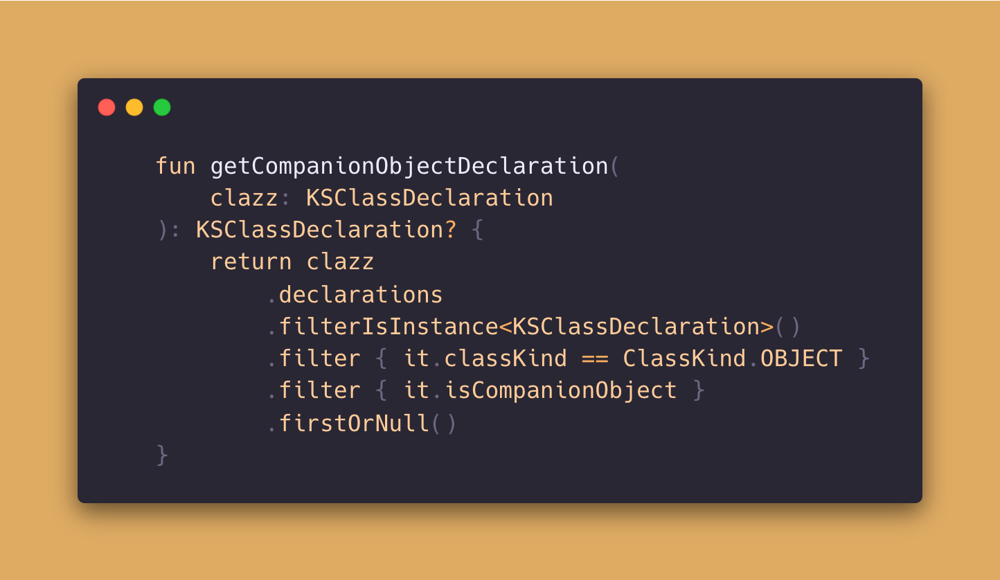 fun getCompanionObjectDeclaration(
    clazz: KSClassDeclaration
): KSClassDeclaration? {
    return clazz
        .declarations
        .filterIsInstance<KSClassDeclaration>()
        .filter { it.classKind == ClassKind.OBJECT }
        .filter { it.isCompanionObject }
        .firstOrNull()
}